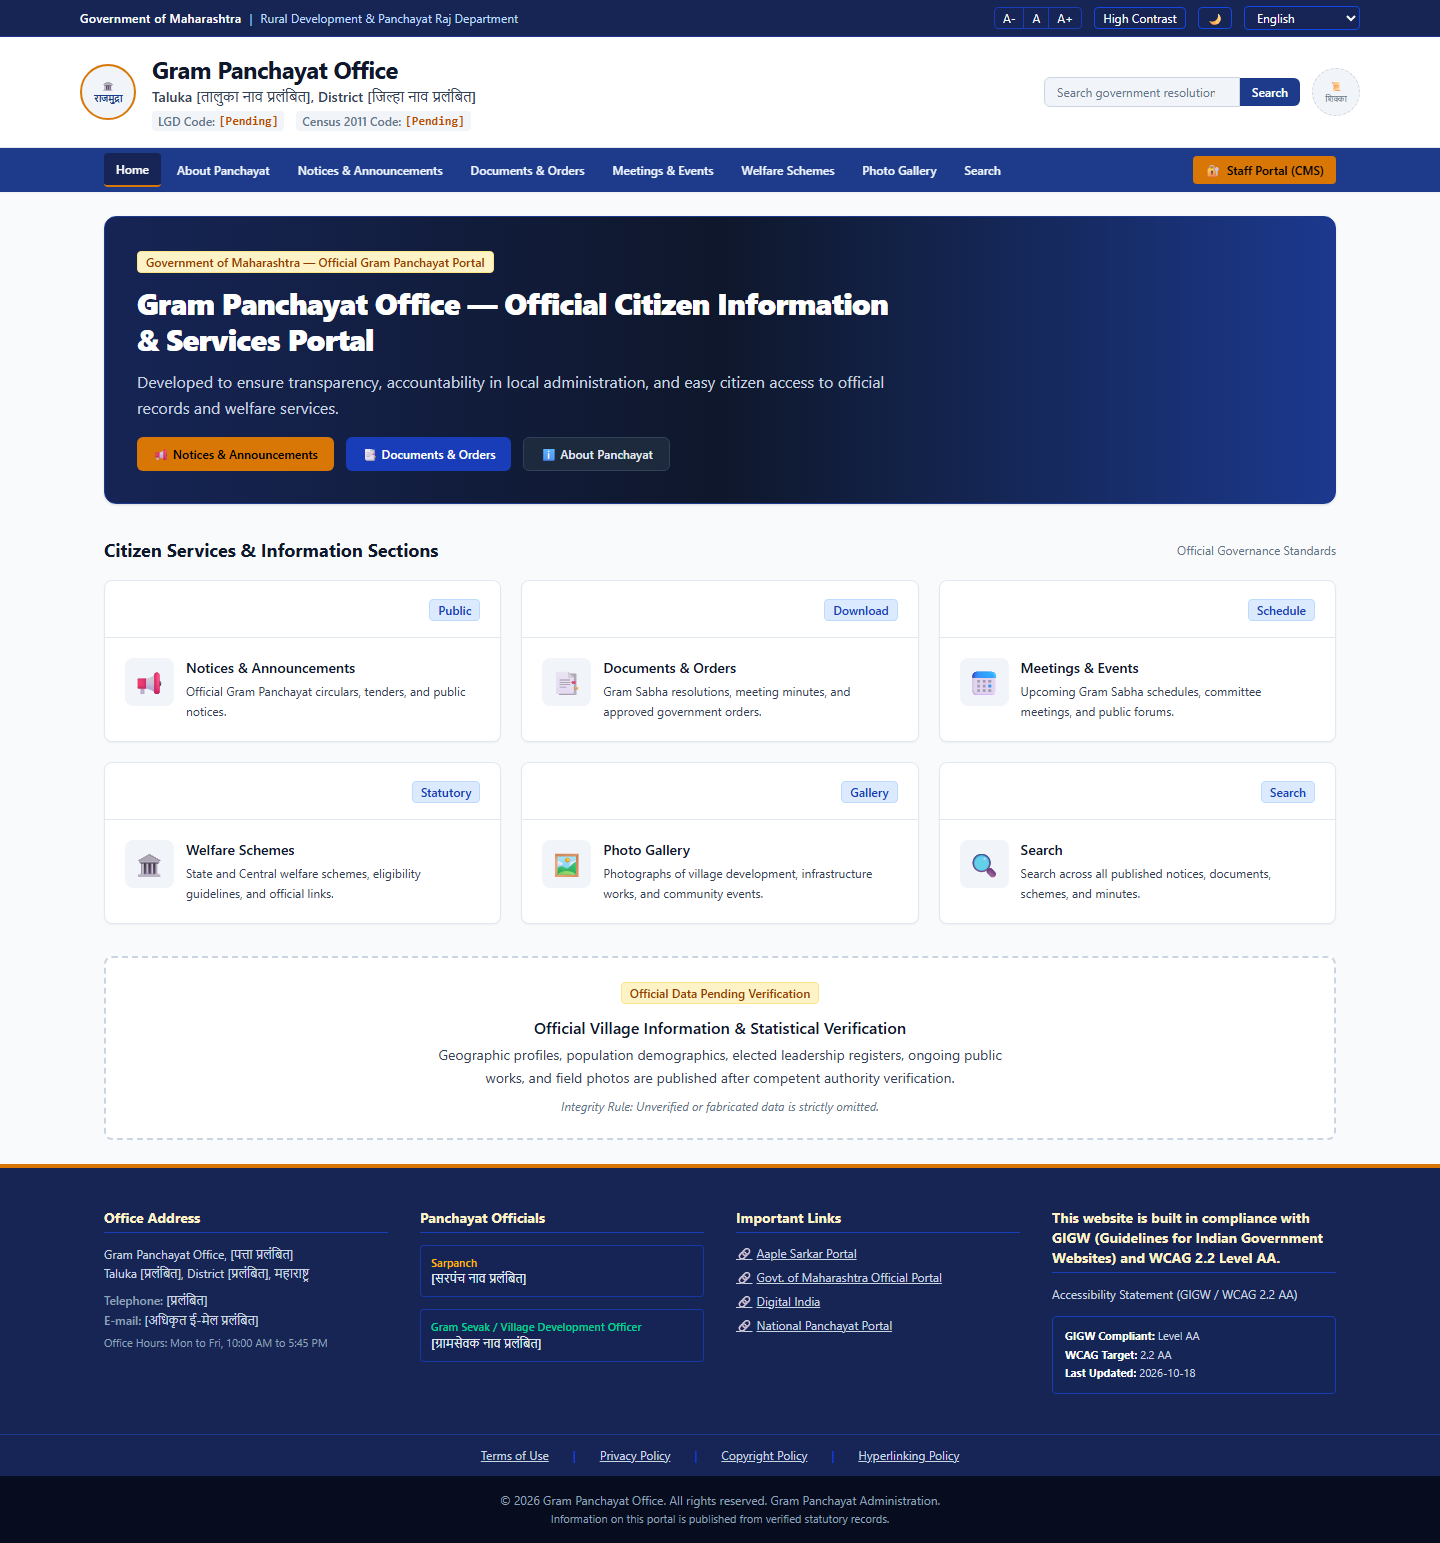 Government of Maharashtra | Rural Development & Panchayat Raj Department
A- A A+ High Contrast English
राजमुद्रा
Gram Panchayat Office
Taluka [तालुका नाव प्रलंबित], District [जिल्हा नाव प्रलंबित]
LGD Code: [Pending] Census 2011 Code: [Pending]
Search government resolution Search
शिक्का
Home About Panchayat Notices & Announcements Documents & Orders Meetings & Events Welfare Schemes Photo Gallery Search Staff Portal (CMS)
Government of Maharashtra — Official Gram Panchayat Portal
Gram Panchayat Office — Official Citizen Information
& Services Portal
Developed to ensure transparency, accountability in local administration, and easy citizen access to official
records and welfare services.
Notices & Announcements Documents & Orders About Panchayat
Citizen Services & Information Sections
Official Governance Standards
Public
Notices & Announcements
Official Gram Panchayat circulars, tenders, and public
notices.
Download
Documents & Orders
Gram Sabha resolutions, meeting minutes, and
approved government orders.
Schedule
Meetings & Events
Upcoming Gram Sabha schedules, committee
meetings, and public forums.
Statutory
Welfare Schemes
State and Central welfare schemes, eligibility
guidelines, and official links.
Gallery
Photo Gallery
Photographs of village development, infrastructure
works, and community events.
Search
Search
Search across all published notices, documents,
schemes, and minutes.
Official Data Pending Verification
Official Village Information & Statistical Verification
Geographic profiles, population demographics, elected leadership registers, ongoing public
works, and field photos are published after competent authority verification.
Integrity Rule: Unverified or fabricated data is strictly omitted.
Office Address
Gram Panchayat Office, [पत्ता प्रलंबित]
Taluka [प्रलंबित], District [प्रलंबित], महाराष्ट्र
Telephone: [प्रलंबित]
E-mail: [अधिकृत ई-मेल प्रलंबित]
Office Hours: Mon to Fri, 10:00 AM to 5:45 PM
Panchayat Officials
Sarpanch
[सरपंच नाव प्रलंबित]
Gram Sevak / Village Development Officer
[ग्रामसेवक नाव प्रलंबित]
Important Links
Aaple Sarkar Portal
Govt. of Maharashtra Official Portal
Digital India
National Panchayat Portal
This website is built in compliance with
GIGW (Guidelines for Indian Government
Websites) and WCAG 2.2 Level AA.
Accessibility Statement (GIGW / WCAG 2.2 AA)
GIGW Compliant: Level AA
WCAG Target: 2.2 AA
Last Updated: 2026-10-18
Terms of Use | Privacy Policy | Copyright Policy | Hyperlinking Policy
© 2026 Gram Panchayat Office. All rights reserved. Gram Panchayat Administration.
Information on this portal is published from verified statutory records.